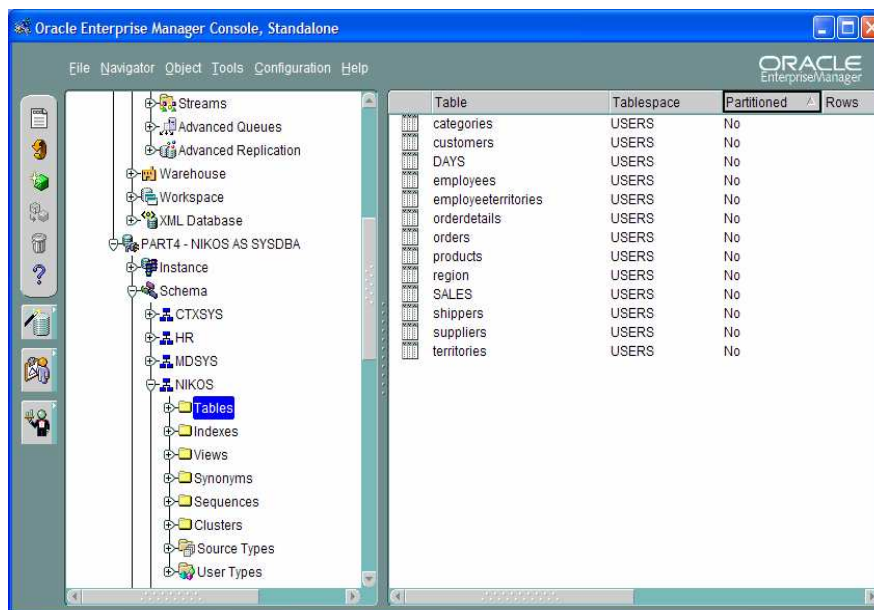 Oracle Enterprise Manager Console, Standalone
File Navigator Object Tools Configuration Help
ORACLE
EnterpriseManager
Streams
Advanced Queues
Advanced Replication
Warehouse
Workspace
XML Database
PART4 - NIKOS AS SYSDBA
Instance
Schema
CTXSYS
HR
MDSYS
NIKOS
Tables
Indexes
Views
Synonyms
Sequences
Clusters
Source Types
User Types
Table Tablespace Partitioned Rows
categories USERS No
customers USERS No
DAYS USERS No
employees USERS No
employeeterritories USERS No
orderdetails USERS No
orders USERS No
products USERS No
region USERS No
SALES USERS No
shippers USERS No
suppliers USERS No
territories USERS No